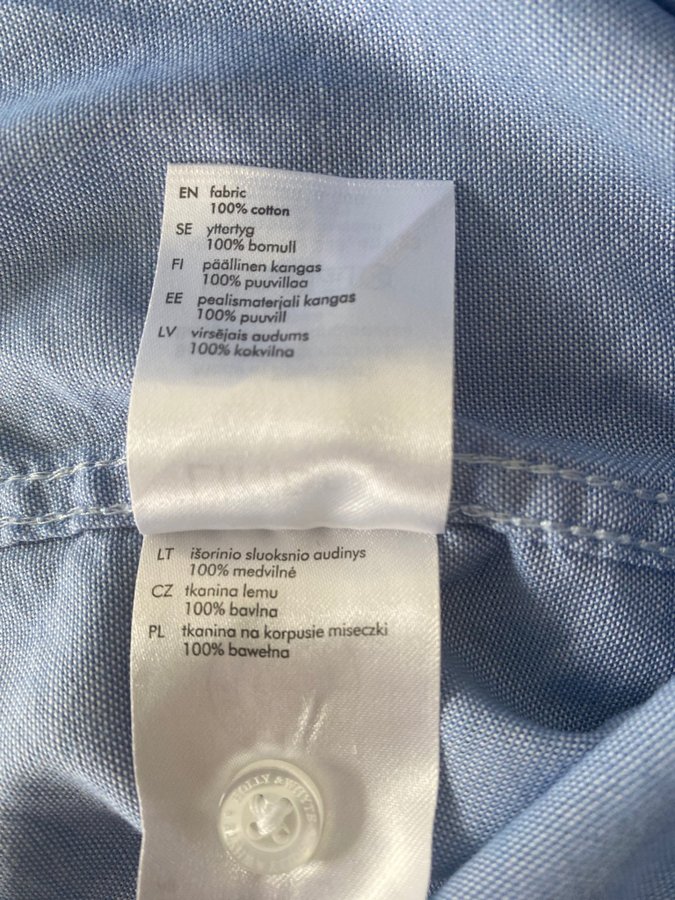 EN fabric
100% cotton
SE yttertyg
100% bomull
FI päällinen kangas
100% puuvillaa
EE pealismaterjali kangas
100% puuvill
LV virsējais audums
100% kokvilna
LT išorinio sluoksnio audinys
100% medvilnė
CZ tkanina lemu
100% bavlna
PL tkanina na korpusie miseczki
100% bawełna
HOLLY & WHYTE